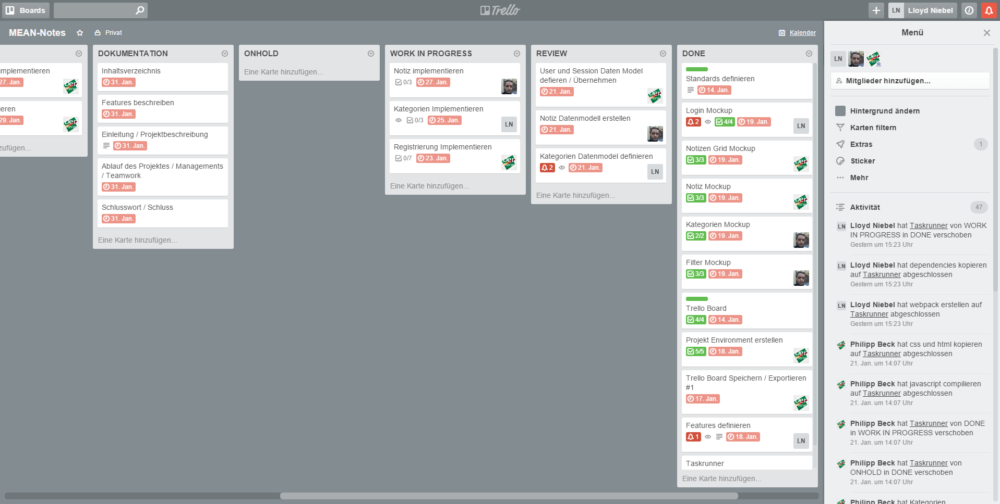 Boards
Trello
LN Lloyd Niebel
MEAN-Notes
Privat
Kalender
implementieren
27. Jan.
ieren
29. Jan.
zufügen...
DOKUMENTATION
Inhaltsverzeichnis
31. Jan.
Features beschreiben
31. Jan.
Einleitung / Projektbeschreibung
31. Jan.
Ablauf des Projektes / Managements
/ Teamwork
31. Jan.
Schlusswort / Schluss
31. Jan.
Eine Karte hinzufügen...
ONHOLD
Eine Karte hinzufügen...
WORK IN PROGRESS
Notiz implementieren
0/3 27. Jan.
Kategorien Implementieren
0/3 25. Jan.
LN
Registrierung Implementieren
0/7 23. Jan.
Eine Karte hinzufügen...
REVIEW
User und Session Daten Model
defieren / Übernehmen
21. Jan.
Notiz Datenmodell erstellen
21. Jan.
Kategorien Datenmodel definieren
2 21. Jan.
LN
Eine Karte hinzufügen...
DONE
Standards definieren
14. Jan.
Login Mockup
2 4/4 19. Jan.
LN
Notizen Grid Mockup
3/3 19. Jan.
Notiz Mockup
3/3 19. Jan.
Kategorien Mockup
2/2 19. Jan.
Filter Mockup
3/3 19. Jan.
Trello Board
4/4 14. Jan.
Projekt Environment erstellen
5/5 18. Jan.
Trello Board Speichern / Exportieren
#1
17. Jan.
Features definieren
1 18. Jan.
LN
Taskrunner
Eine Karte hinzufügen...
Menü
LN
Mitglieder hinzufügen...
Hintergrund ändern
Karten filtern
Extras 1
Sticker
Mehr
Aktivität 47
LN Lloyd Niebel hat Taskrunner von WORK
IN PROGRESS in DONE verschoben
Gestern um 15:23 Uhr
LN Lloyd Niebel hat dependencies kopieren
auf Taskrunner abgeschlossen
Gestern um 15:23 Uhr
LN Lloyd Niebel hat webpack erstellen auf
Taskrunner abgeschlossen
Gestern um 15:23 Uhr
Philipp Beck hat css und html kopieren
auf Taskrunner abgeschlossen
21. Jan. um 14:07 Uhr
Philipp Beck hat javascript compilieren
auf Taskrunner abgeschlossen
21. Jan. um 14:07 Uhr
Philipp Beck hat Taskrunner von DONE
in WORK IN PROGRESS verschoben
21. Jan. um 14:07 Uhr
Philipp Beck hat Taskrunner von
ONHOLD in DONE verschoben
21. Jan. um 14:07 Uhr
Philipp Beck hat Kategorien